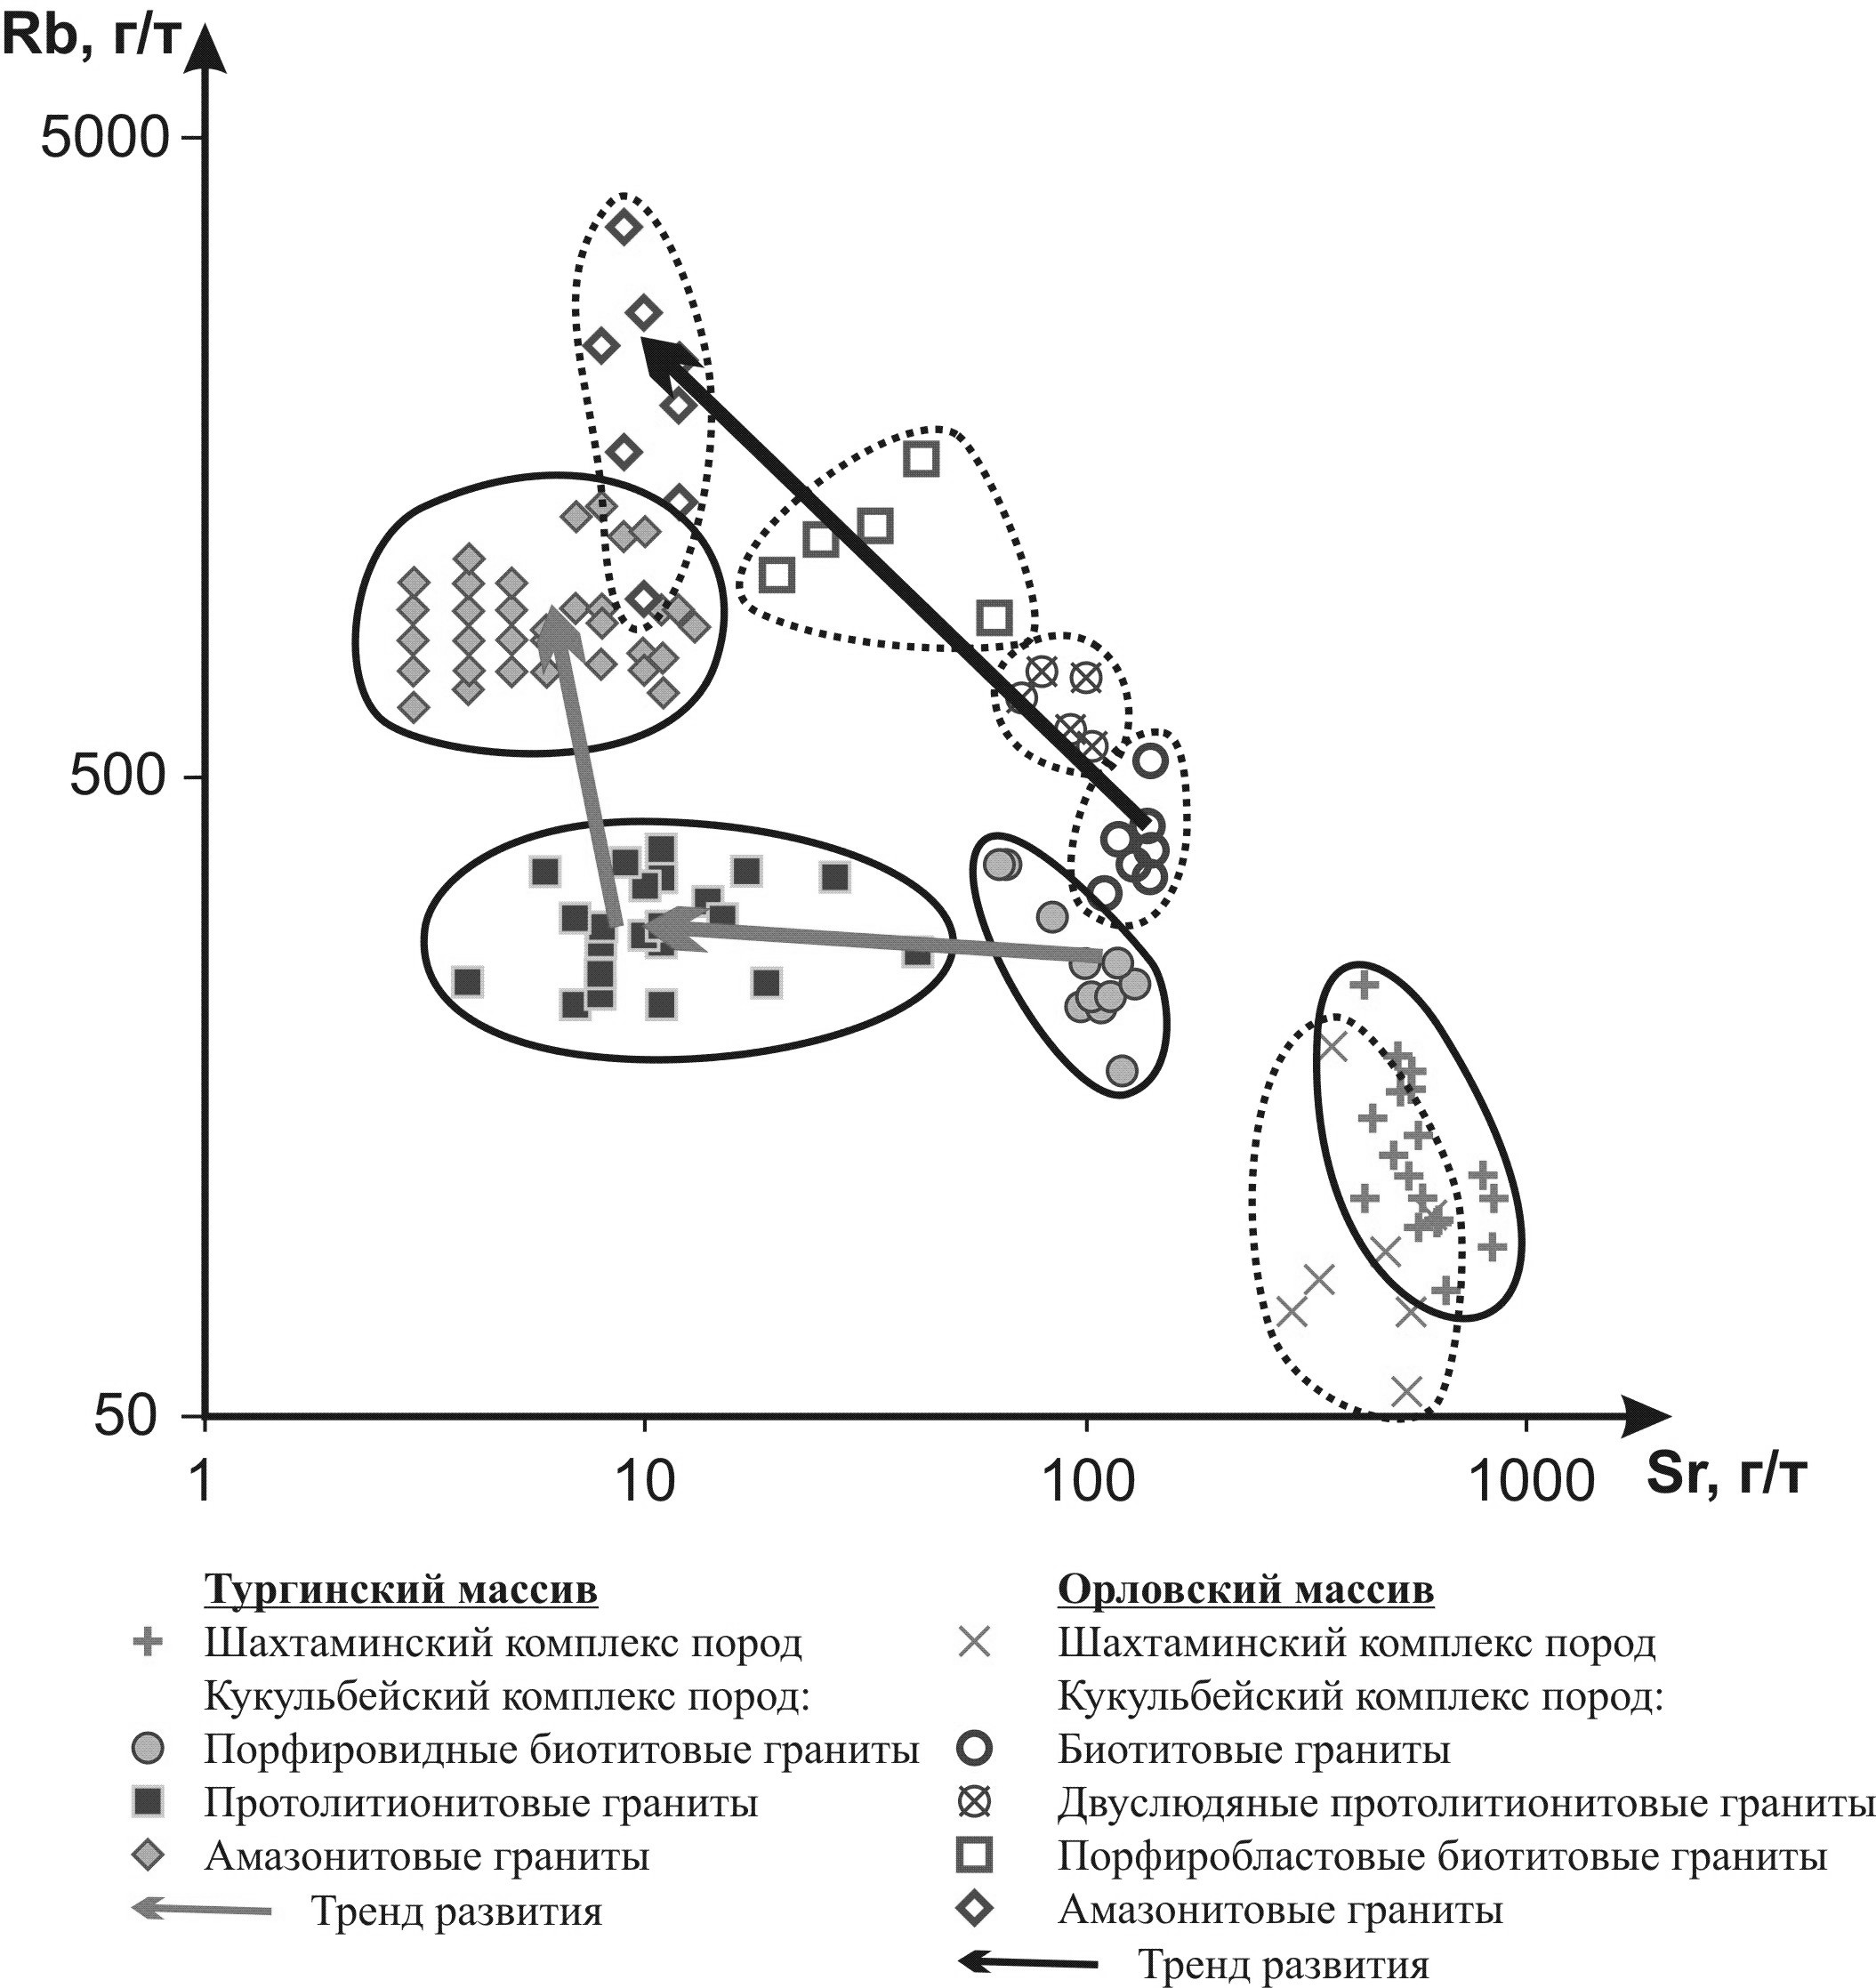 Rb, г/т
5000
500
50
1 10 100 1000 Sr, г/т
Тургинский массив
Шахтаминский комплекс пород
Кукульбейский комплекс пород:
Порфировидные биотитовые граниты
Протолитионитовые граниты
Амазонитовые граниты
Тренд развития
Орловский массив
Шахтаминский комплекс пород
Кукульбейский комплекс пород:
Биотитовые граниты
Двуслюдяные протолитионитовые граниты
Порфиробластовые биотитовые граниты
Амазонитовые граниты
Тренд развития